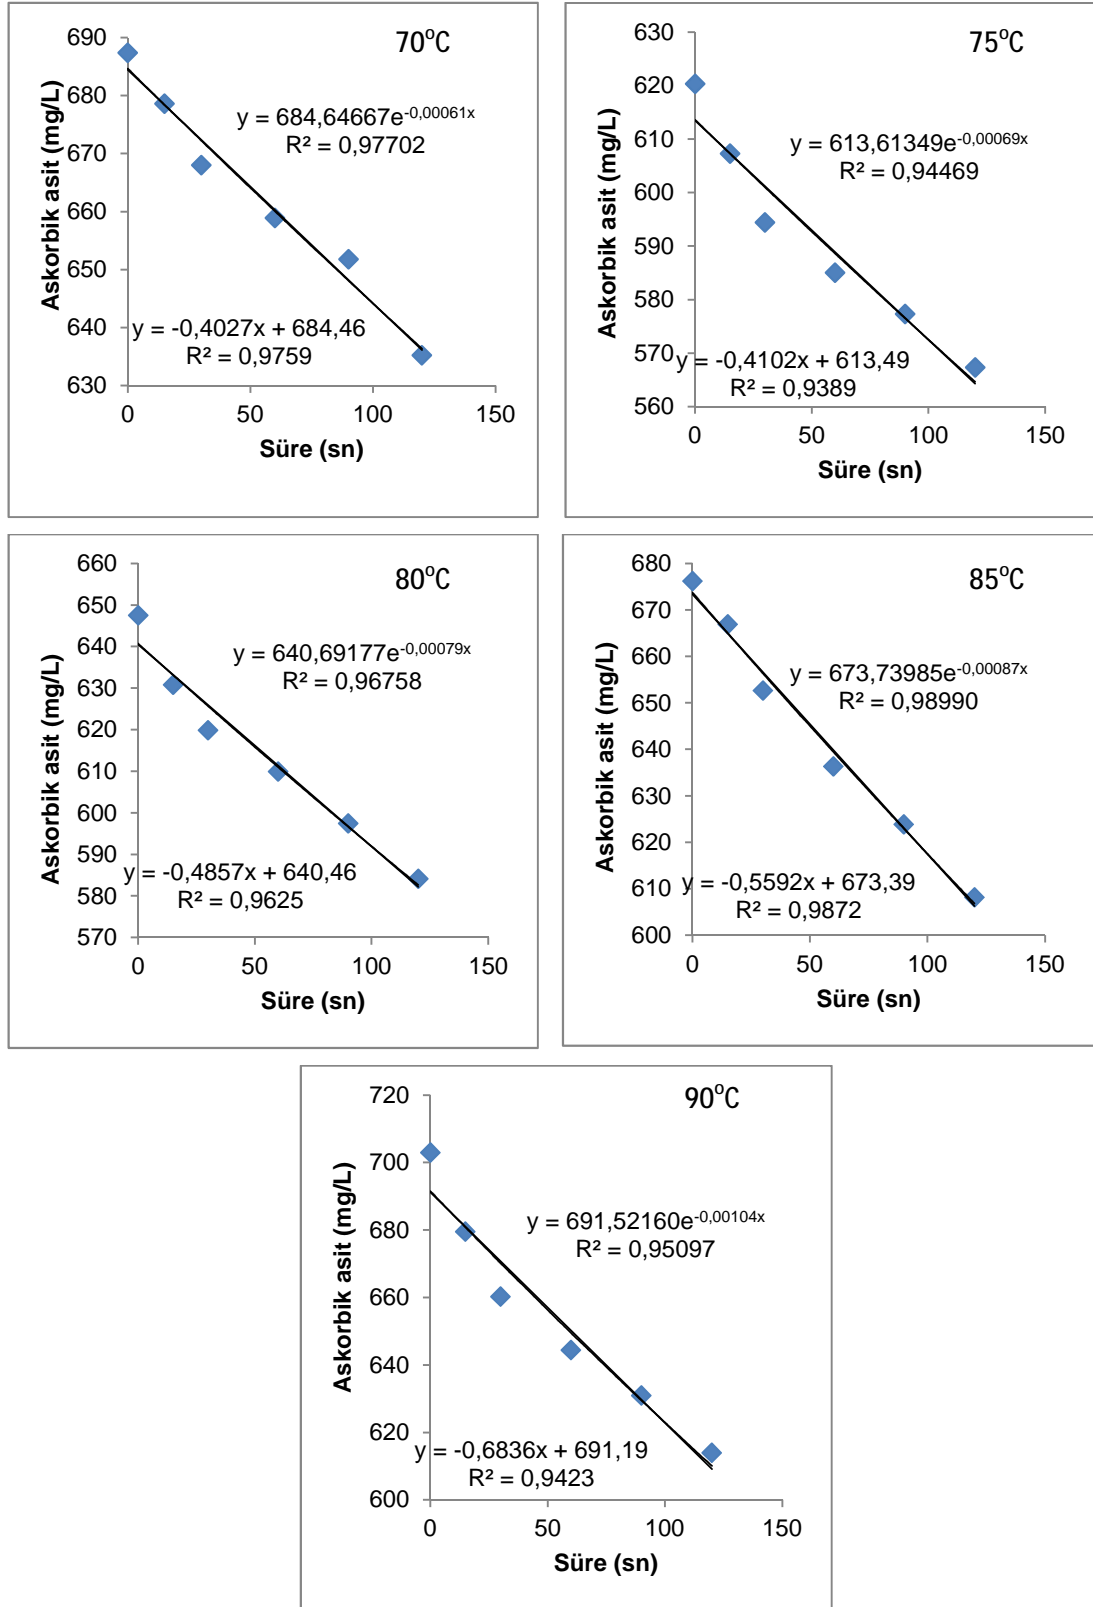 70°C
Askorbik asit (mg/L)
690
680
670
660
650
640
630
y = 684,64667e-0,00061x
R² = 0,97702
y = -0,4027x + 684,46
R² = 0,9759
0 50 100 150
Süre (sn)
75°C
Askorbik asit (mg/L)
630
620
610
600
590
580
570
560
y = 613,61349e-0,00069x
R² = 0,94469
y = -0,4102x + 613,49
R² = 0,9389
0 50 100 150
Süre (sn)
80°C
Askorbik asit (mg/L)
660
650
640
630
620
610
600
590
580
570
y = 640,69177e-0,00079x
R² = 0,96758
y = -0,4857x + 640,46
R² = 0,9625
0 50 100 150
Süre (sn)
85°C
Askorbik asit (mg/L)
680
670
660
650
640
630
620
610
600
y = 673,73985e-0,00087x
R² = 0,98990
y = -0,5592x + 673,39
R² = 0,9872
0 50 100 150
Süre (sn)
90°C
Askorbik asit (mg/L)
720
700
680
660
640
620
600
y = 691,52160e-0,00104x
R² = 0,95097
y = -0,6836x + 691,19
R² = 0,9423
0 50 100 150
Süre (sn)